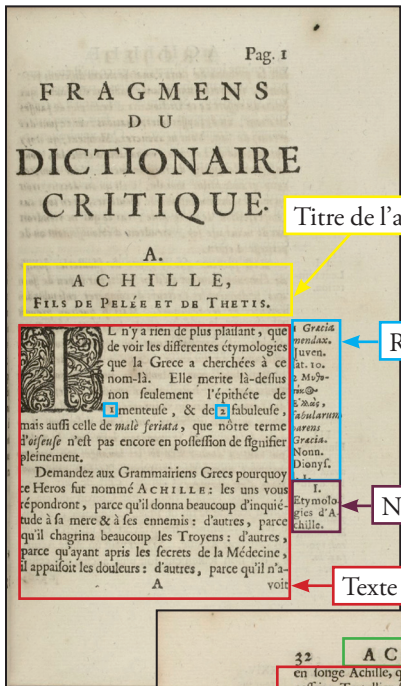 Pag. 1
FRAGMENS
DU
DICTIONAIRE
CRITIQUE.
Titre de l'a
A.
ACHILLE,
FILS DE PELÉE ET DE THETIS.
IL n'y a rien de plus plaisant, que
de voir les differentes étymologies
que la Grece a cherchées à ce
nom-là. Elle merite là-dessus
non seulement l'épithéte de
1 menteuse, & de 2 fabuleuse,
mais aussi celle de malè feriata, que nôtre terme
d'oiseuse n'est pas encore en possession de signifier
pleinement.
Demandez aux Grammairiens Grecs pourquoy
ce Heros fut nommé ACHILLE: les uns vous
répondront, parce qu'il donna beaucoup d'inquié-
tude à sa mere & à ses ennemis: d'autres, parce
qu'il chagrina beaucoup les Troyens: d'autres,
parce qu'ayant apris les secrets de la Médecine,
il appaisoit les douleurs: d'autres, parce qu'il n'a-
A voit
Græcia
mendax.
Juven.
sat. 10.
fabularum
parens
Græcia.
Nonn.
Dionys.
I.
Etymolo-
gies d'A-
chille.
R
N
Texte
32 AC
en songe Achille, q